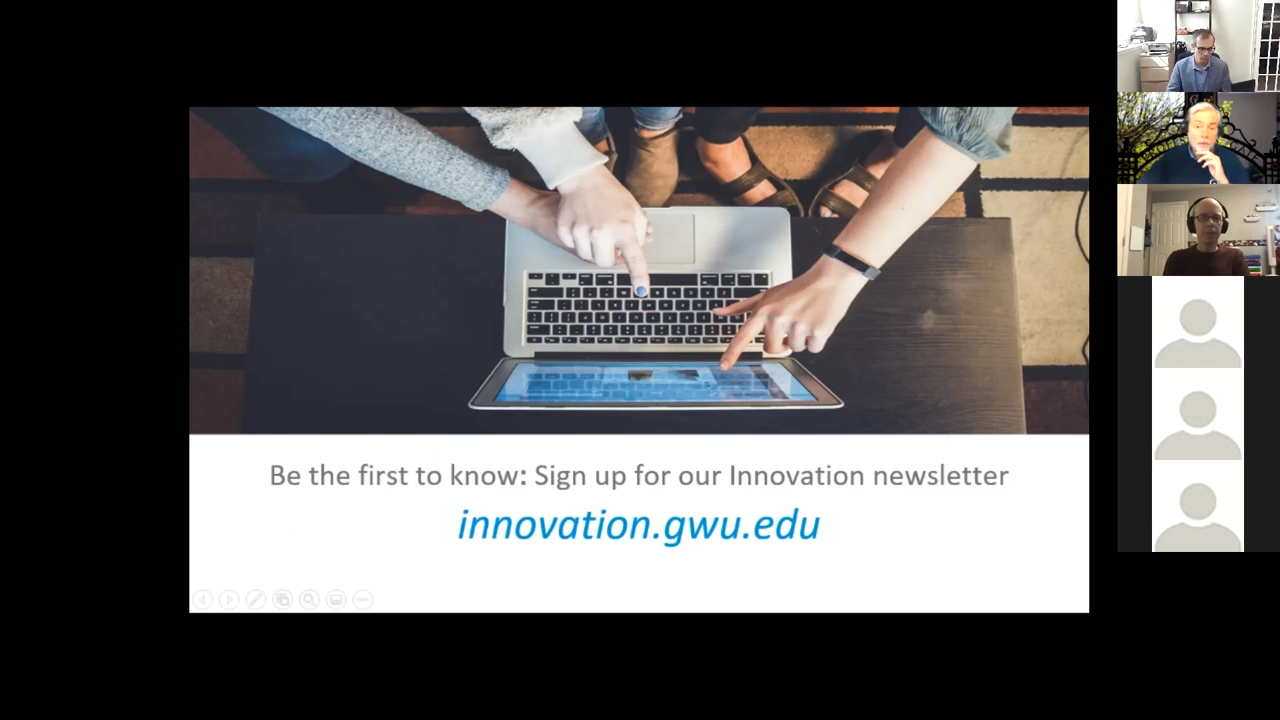 Be the first to know: Sign up for our Innovation newsletter
innovation.gwu.edu